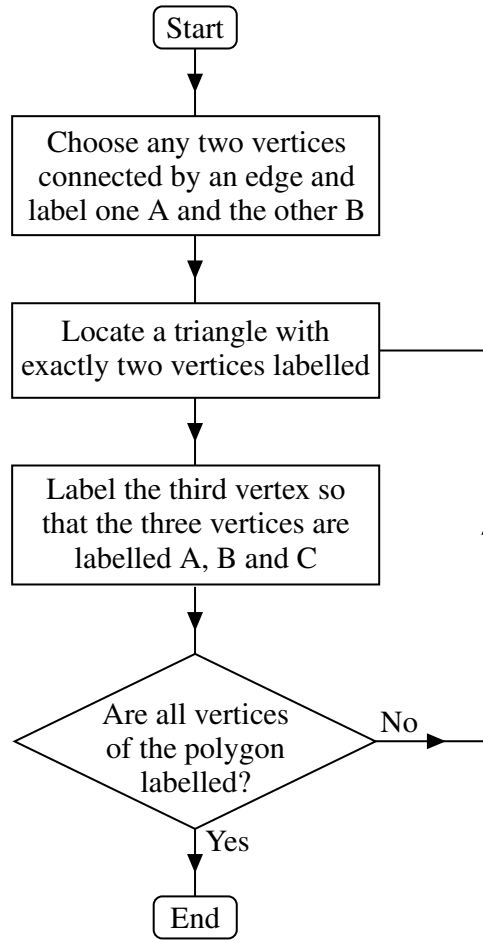 Start
Choose any two vertices
connected by an edge and
label one A and the other B
Locate a triangle with
exactly two vertices labelled
Label the third vertex so
that the three vertices are
labelled A, B and C
Are all vertices
of the polygon
labelled?
No
Yes
End